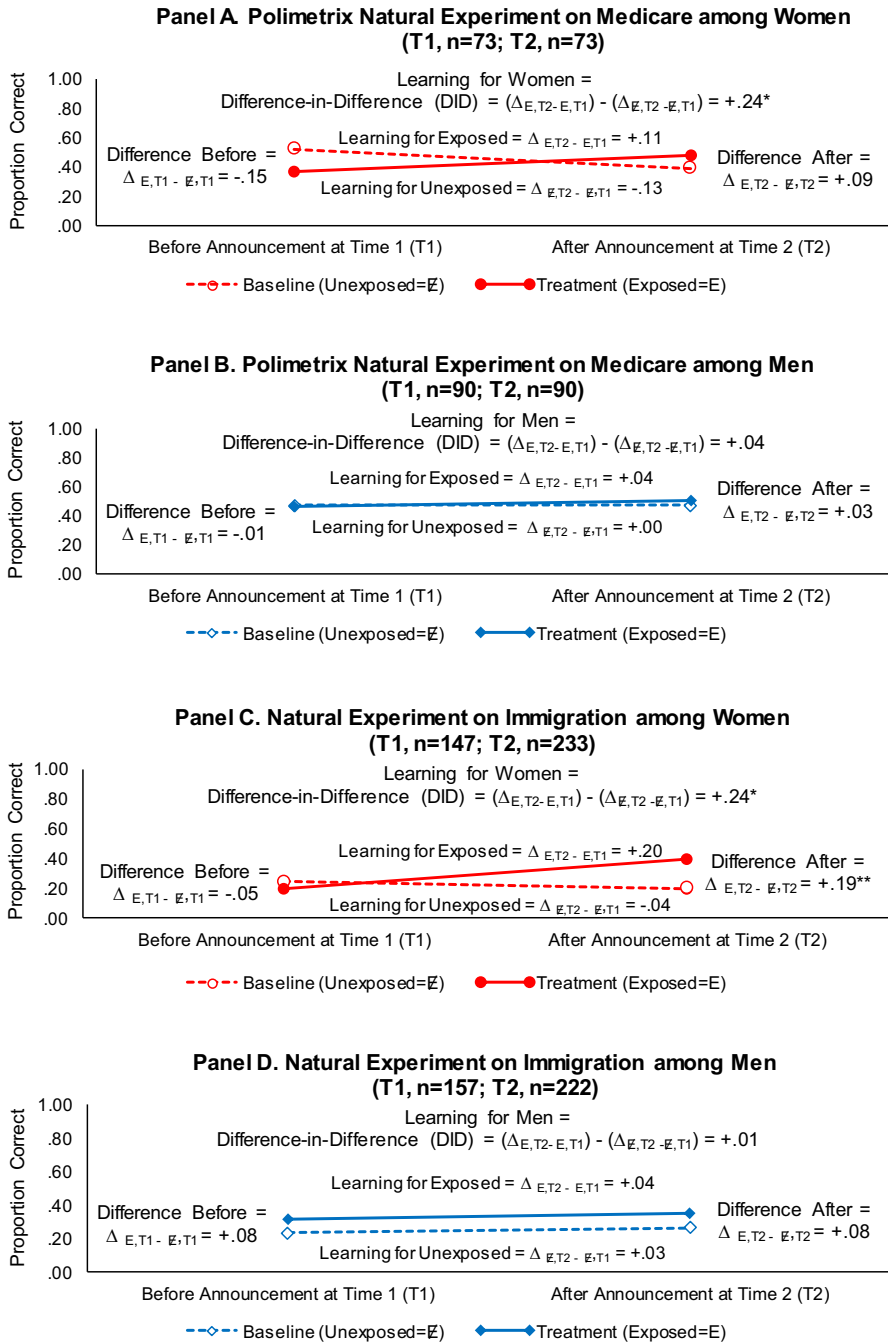 Panel A. Polimetrix Natural Experiment on Medicare among Women
(T1, n=73; T2, n=73)
Proportion Correct
1.00
.80
.60
.40
.20
.00
Learning for Women =
Difference-in-Difference (DID) = (Δ E,T2- E,T1) - (Δ E̸,T2 -E̸,T1) = +.24*
Learning for Exposed = Δ E,T2 - E,T1 = +.11
Difference Before =
Δ E,T1 - E̸,T1 = -.15
Learning for Unexposed = Δ E̸,T2 - E̸,T1 = -.13
Difference After =
Δ E,T2 - E̸,T2 = +.09
Before Announcement at Time 1 (T1)
After Announcement at Time 2 (T2)
Baseline (Unexposed=E̸)
Treatment (Exposed=E)
Panel B. Polimetrix Natural Experiment on Medicare among Men
(T1, n=90; T2, n=90)
Proportion Correct
1.00
.80
.60
.40
.20
.00
Learning for Men =
Difference-in-Difference (DID) = (Δ E,T2- E,T1) - (Δ E̸,T2 -E̸,T1) = +.04
Learning for Exposed = Δ E,T2 - E,T1 = +.04
Difference Before =
Δ E,T1 - E̸,T1 = -.01
Learning for Unexposed = Δ E̸,T2 - E̸,T1 = +.00
Difference After =
Δ E,T2 - E̸,T2 = +.03
Before Announcement at Time 1 (T1)
After Announcement at Time 2 (T2)
Baseline (Unexposed=E̸)
Treatment (Exposed=E)
Panel C. Natural Experiment on Immigration among Women
(T1, n=147; T2, n=233)
Proportion Correct
1.00
.80
.60
.40
.20
.00
Learning for Women =
Difference-in-Difference (DID) = (Δ E,T2- E,T1) - (Δ E̸,T2 -E̸,T1) = +.24*
Learning for Exposed = Δ E,T2 - E,T1 = +.20
Difference Before =
Δ E,T1 - E̸,T1 = -.05
Learning for Unexposed = Δ E̸,T2 - E̸,T1 = -.04
Difference After =
Δ E,T2 - E̸,T2 = +.19**
Before Announcement at Time 1 (T1)
After Announcement at Time 2 (T2)
Baseline (Unexposed=E̸)
Treatment (Exposed=E)
Panel D. Natural Experiment on Immigration among Men
(T1, n=157; T2, n=222)
Proportion Correct
1.00
.80
.60
.40
.20
.00
Learning for Men =
Difference-in-Difference (DID) = (Δ E,T2- E,T1) - (Δ E̸,T2 -E̸,T1) = +.01
Learning for Exposed = Δ E,T2 - E,T1 = +.04
Difference Before =
Δ E,T1 - E̸,T1 = +.08
Learning for Unexposed = Δ E̸,T2 - E̸,T1 = +.03
Difference After =
Δ E,T2 - E̸,T2 = +.08
Before Announcement at Time 1 (T1)
After Announcement at Time 2 (T2)
Baseline (Unexposed=E̸)
Treatment (Exposed=E)